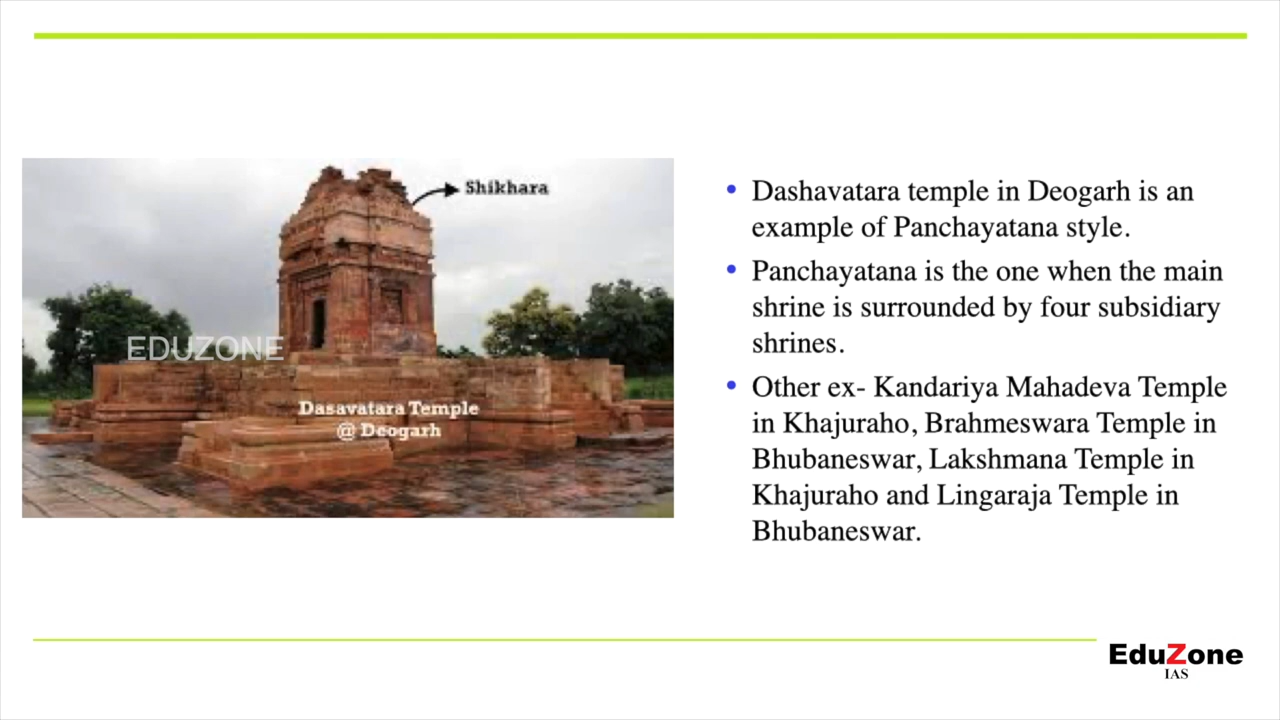 Shikhara
EDUZONE
Dasavatara Temple
@ Deogarh
• Dashavatara temple in Deogarh is an
example of Panchayatana style.
• Panchayatana is the one when the main
shrine is surrounded by four subsidiary
shrines.
• Other ex- Kandariya Mahadeva Temple
in Khajuraho, Brahmeswara Temple in
Bhubaneswar, Lakshmana Temple in
Khajuraho and Lingaraja Temple in
Bhubaneswar.
EduZone
IAS